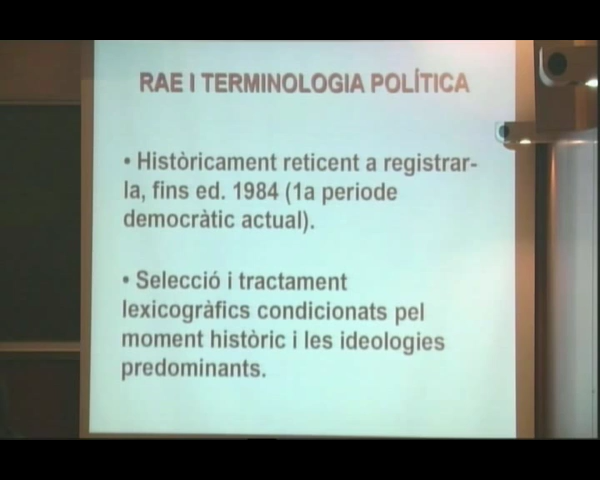 RAE I TERMINOLOGIA POLÍTICA
• Històricament reticent a registrar-
la, fins ed. 1984 (1a periode
democràtic actual).
• Selecció i tractament
lexicogràfics condicionats pel
moment històric i les ideologies
predominants.